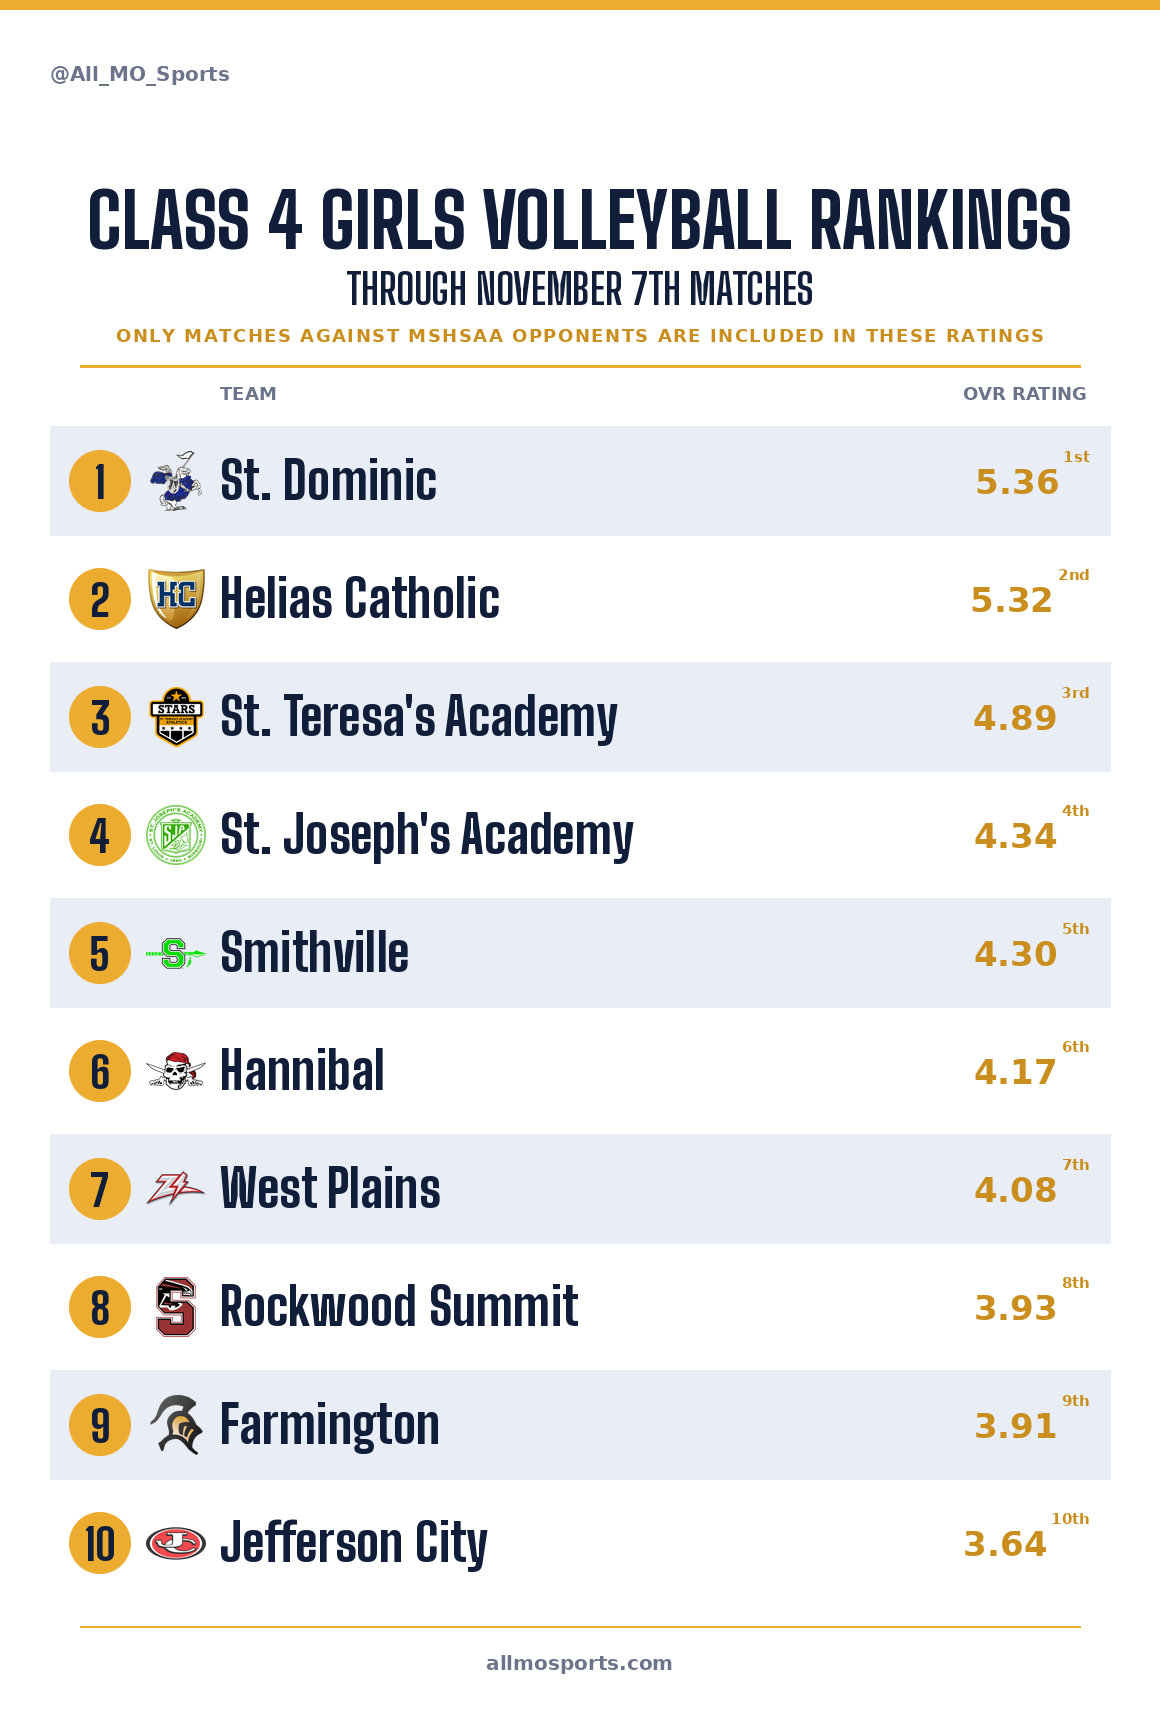 @All_MO_Sports
CLASS 4 GIRLS VOLLEYBALL RANKINGS
THROUGH NOVEMBER 7TH MATCHES
ONLY MATCHES AGAINST MSHSAA OPPONENTS ARE INCLUDED IN THESE RATINGS
TEAM OVR RATING
1 St. Dominic 5.36 1st
2 HC Helias Catholic 5.32 2nd
3 STARS St. Teresa's Academy 4.89 3rd
4 SJA St. Joseph's Academy 4.34 4th
5 S Smithville 4.30 5th
6 Hannibal 4.17 6th
7 West Plains 4.08 7th
8 S Rockwood Summit 3.93 8th
9 Farmington 3.91 9th
10 J Jefferson City 3.64 10th
allmosports.com